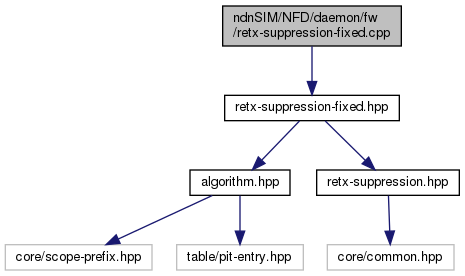 ndnSIM/NFD/daemon/fw
/retx-suppression-fixed.cpp
retx-suppression-fixed.hpp
algorithm.hpp
retx-suppression.hpp
core/scope-prefix.hpp
table/pit-entry.hpp
core/common.hpp